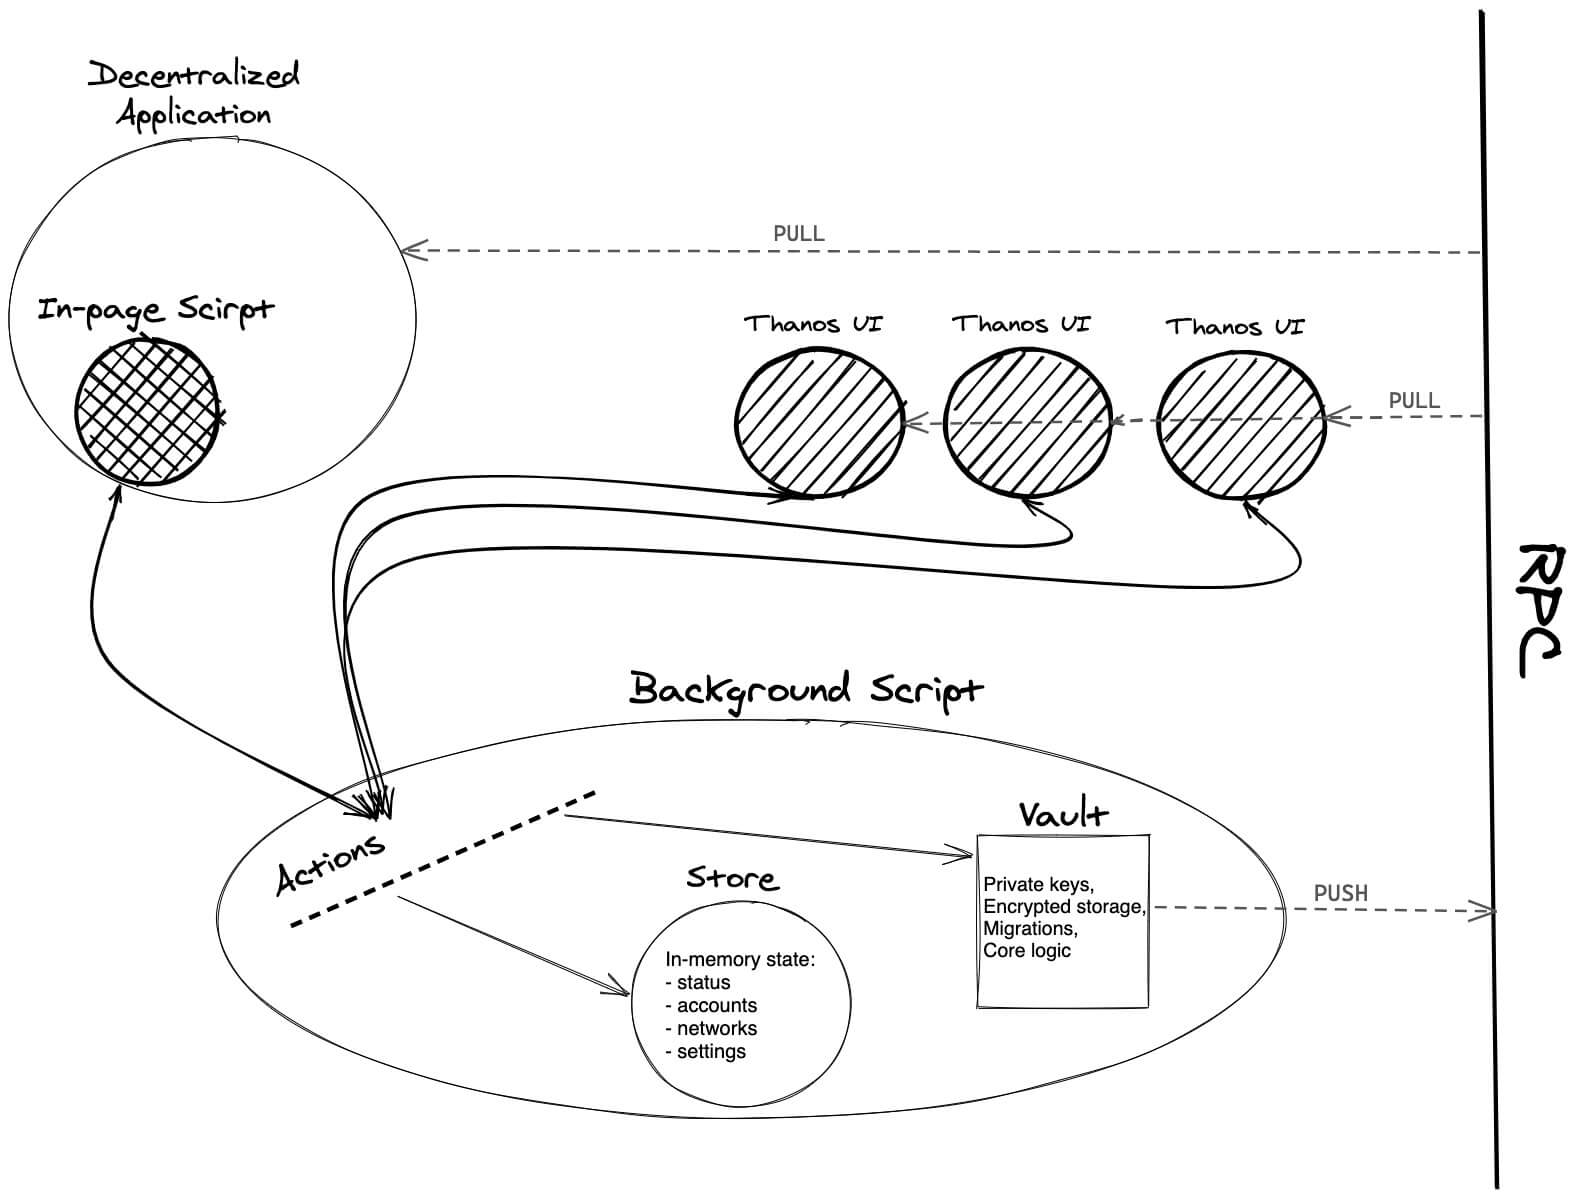 Decentralized
Application
PULL
In-page Scirpt
Thanos UI
Thanos UI
Thanos UI
PULL
RPC
Background Script
Vault
Actions
Store
Private keys,
Encrypted storage,
Migrations,
Core logic
PUSH
In-memory state:
- status
- accounts
- networks
- settings